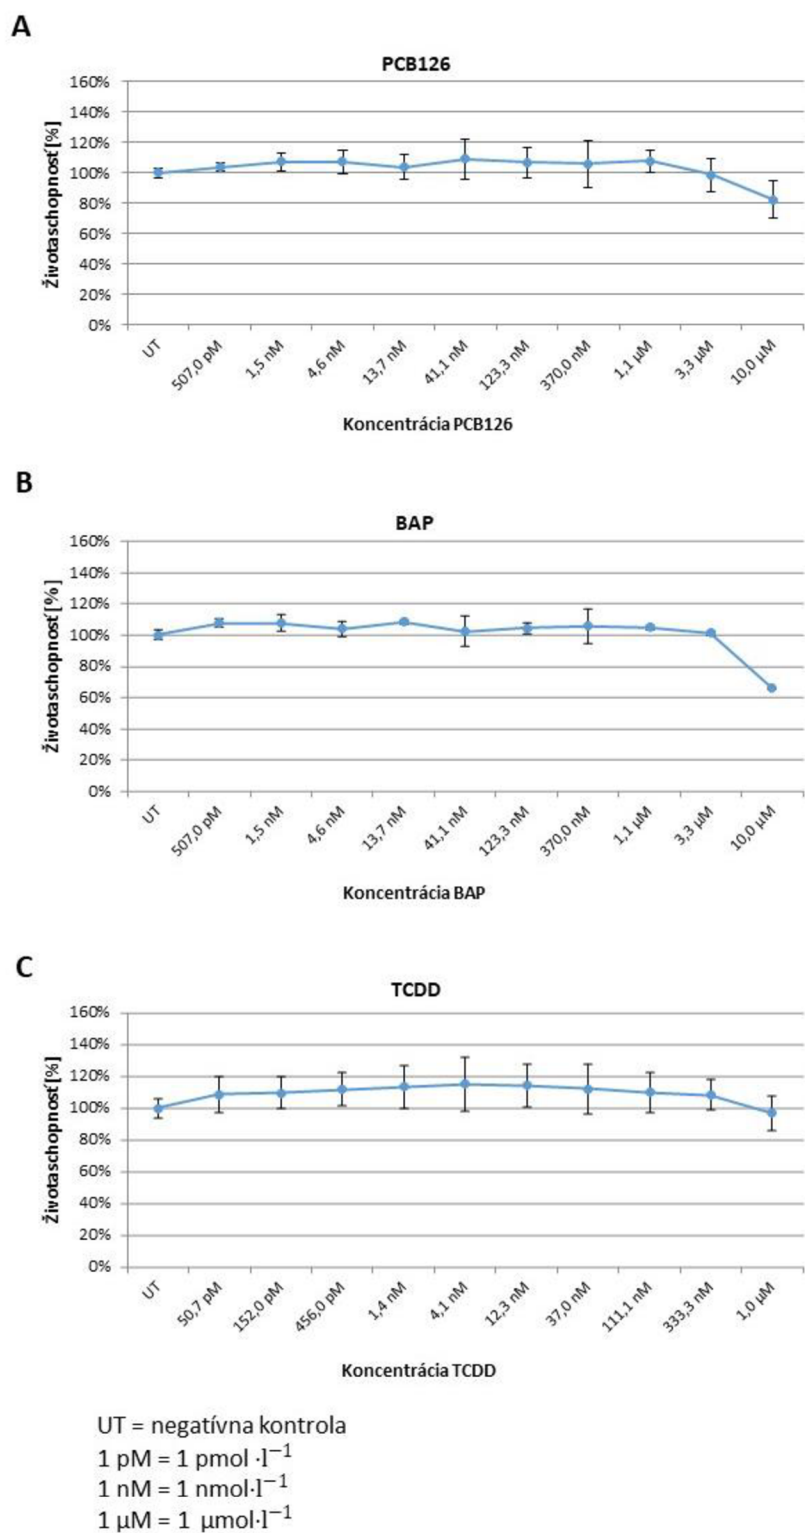 A
PCB126
Životaschopnosť[%]
160%
140%
120%
100%
80%
60%
40%
20%
0%
UT
507,0 pM
1,5 nM
4,6 nM
13,7 nM
41,1 nM
123,3 nM
370,0 nM
1,1 µM
3,3 µM
10,0 µM
Koncentrácia PCB126
B
BAP
Životaschopnosť[%]
160%
140%
120%
100%
80%
60%
40%
20%
0%
UT
507,0 pM
1,5 nM
4,6 nM
13,7 nM
41,1 nM
123,3 nM
370,0 nM
1,1 µM
3,3 µM
10,0 µM
Koncentrácia BAP
C
TCDD
Životaschopnosť[%]
160%
140%
120%
100%
80%
60%
40%
20%
0%
UT
50,7 pM
152,0 pM
456,0 pM
1,4 nM
4,1 nM
12,3 nM
37,0 nM
111,1 nM
333,3 nM
1,0 µM
Koncentrácia TCDD
UT = negatívna kontrola
1 pM = 1 pmol ·l⁻¹
1 nM = 1 nmol·l⁻¹
1 µM = 1 µmol·l⁻¹